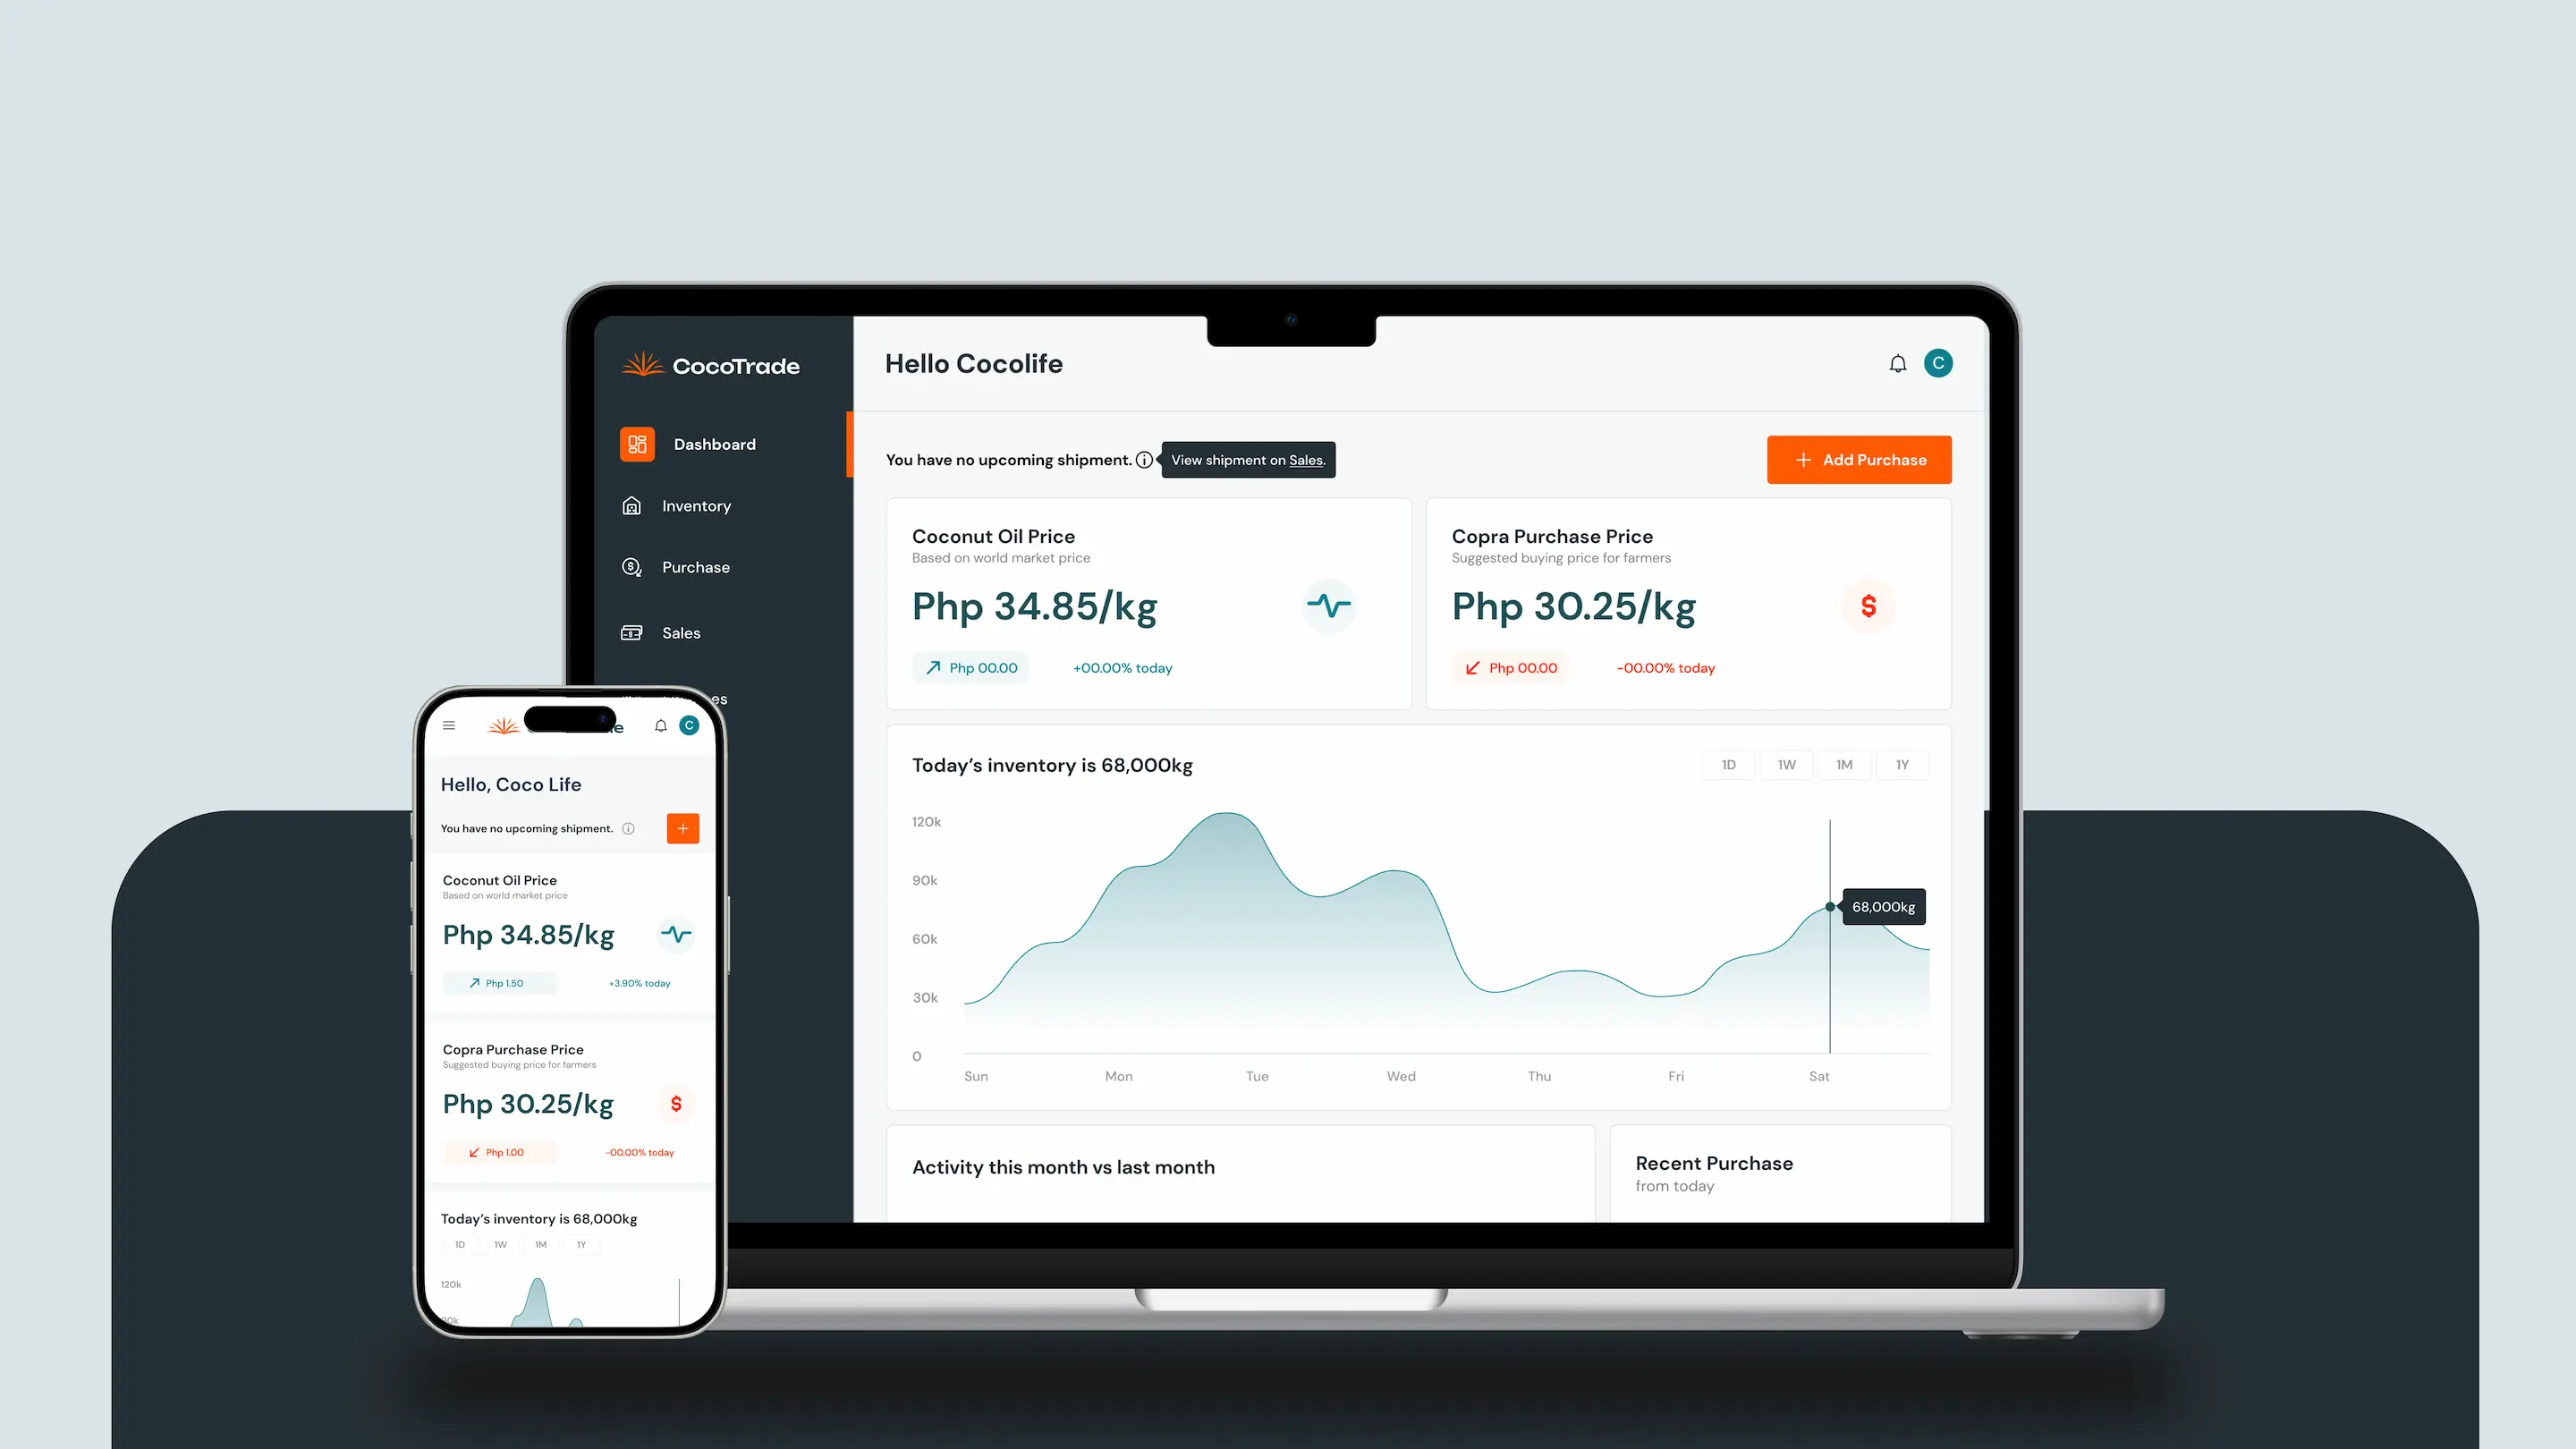 CocoTrade
Dashboard
Inventory
Purchase
Sales
es
Hello Cocolife
C
You have no upcoming shipment.
View shipment on Sales.
+ Add Purchase
Coconut Oil Price
Based on world market price
Php 34.85/kg
Php 00.00
+00.00% today
Copra Purchase Price
Suggested buying price for farmers
Php 30.25/kg
$
Php 00.00
-00.00% today
Today's inventory is 68,000kg
1D 1W 1M 1Y
120k
90k
60k
30k
0
68,000kg
Sun Mon Tue Wed Thu Fri Sat
Activity this month vs last month
Recent Purchase
from today
C
Hello, Coco Life
You have no upcoming shipment.
+
Coconut Oil Price
Based on world market price
Php 34.85/kg
Php 1.50
+3.90% today
Copra Purchase Price
Suggested buying price for farmers
Php 30.25/kg
$
Php 1.00
-00.00% today
Today's inventory is 68,000kg
1D 1W 1M 1Y
120k